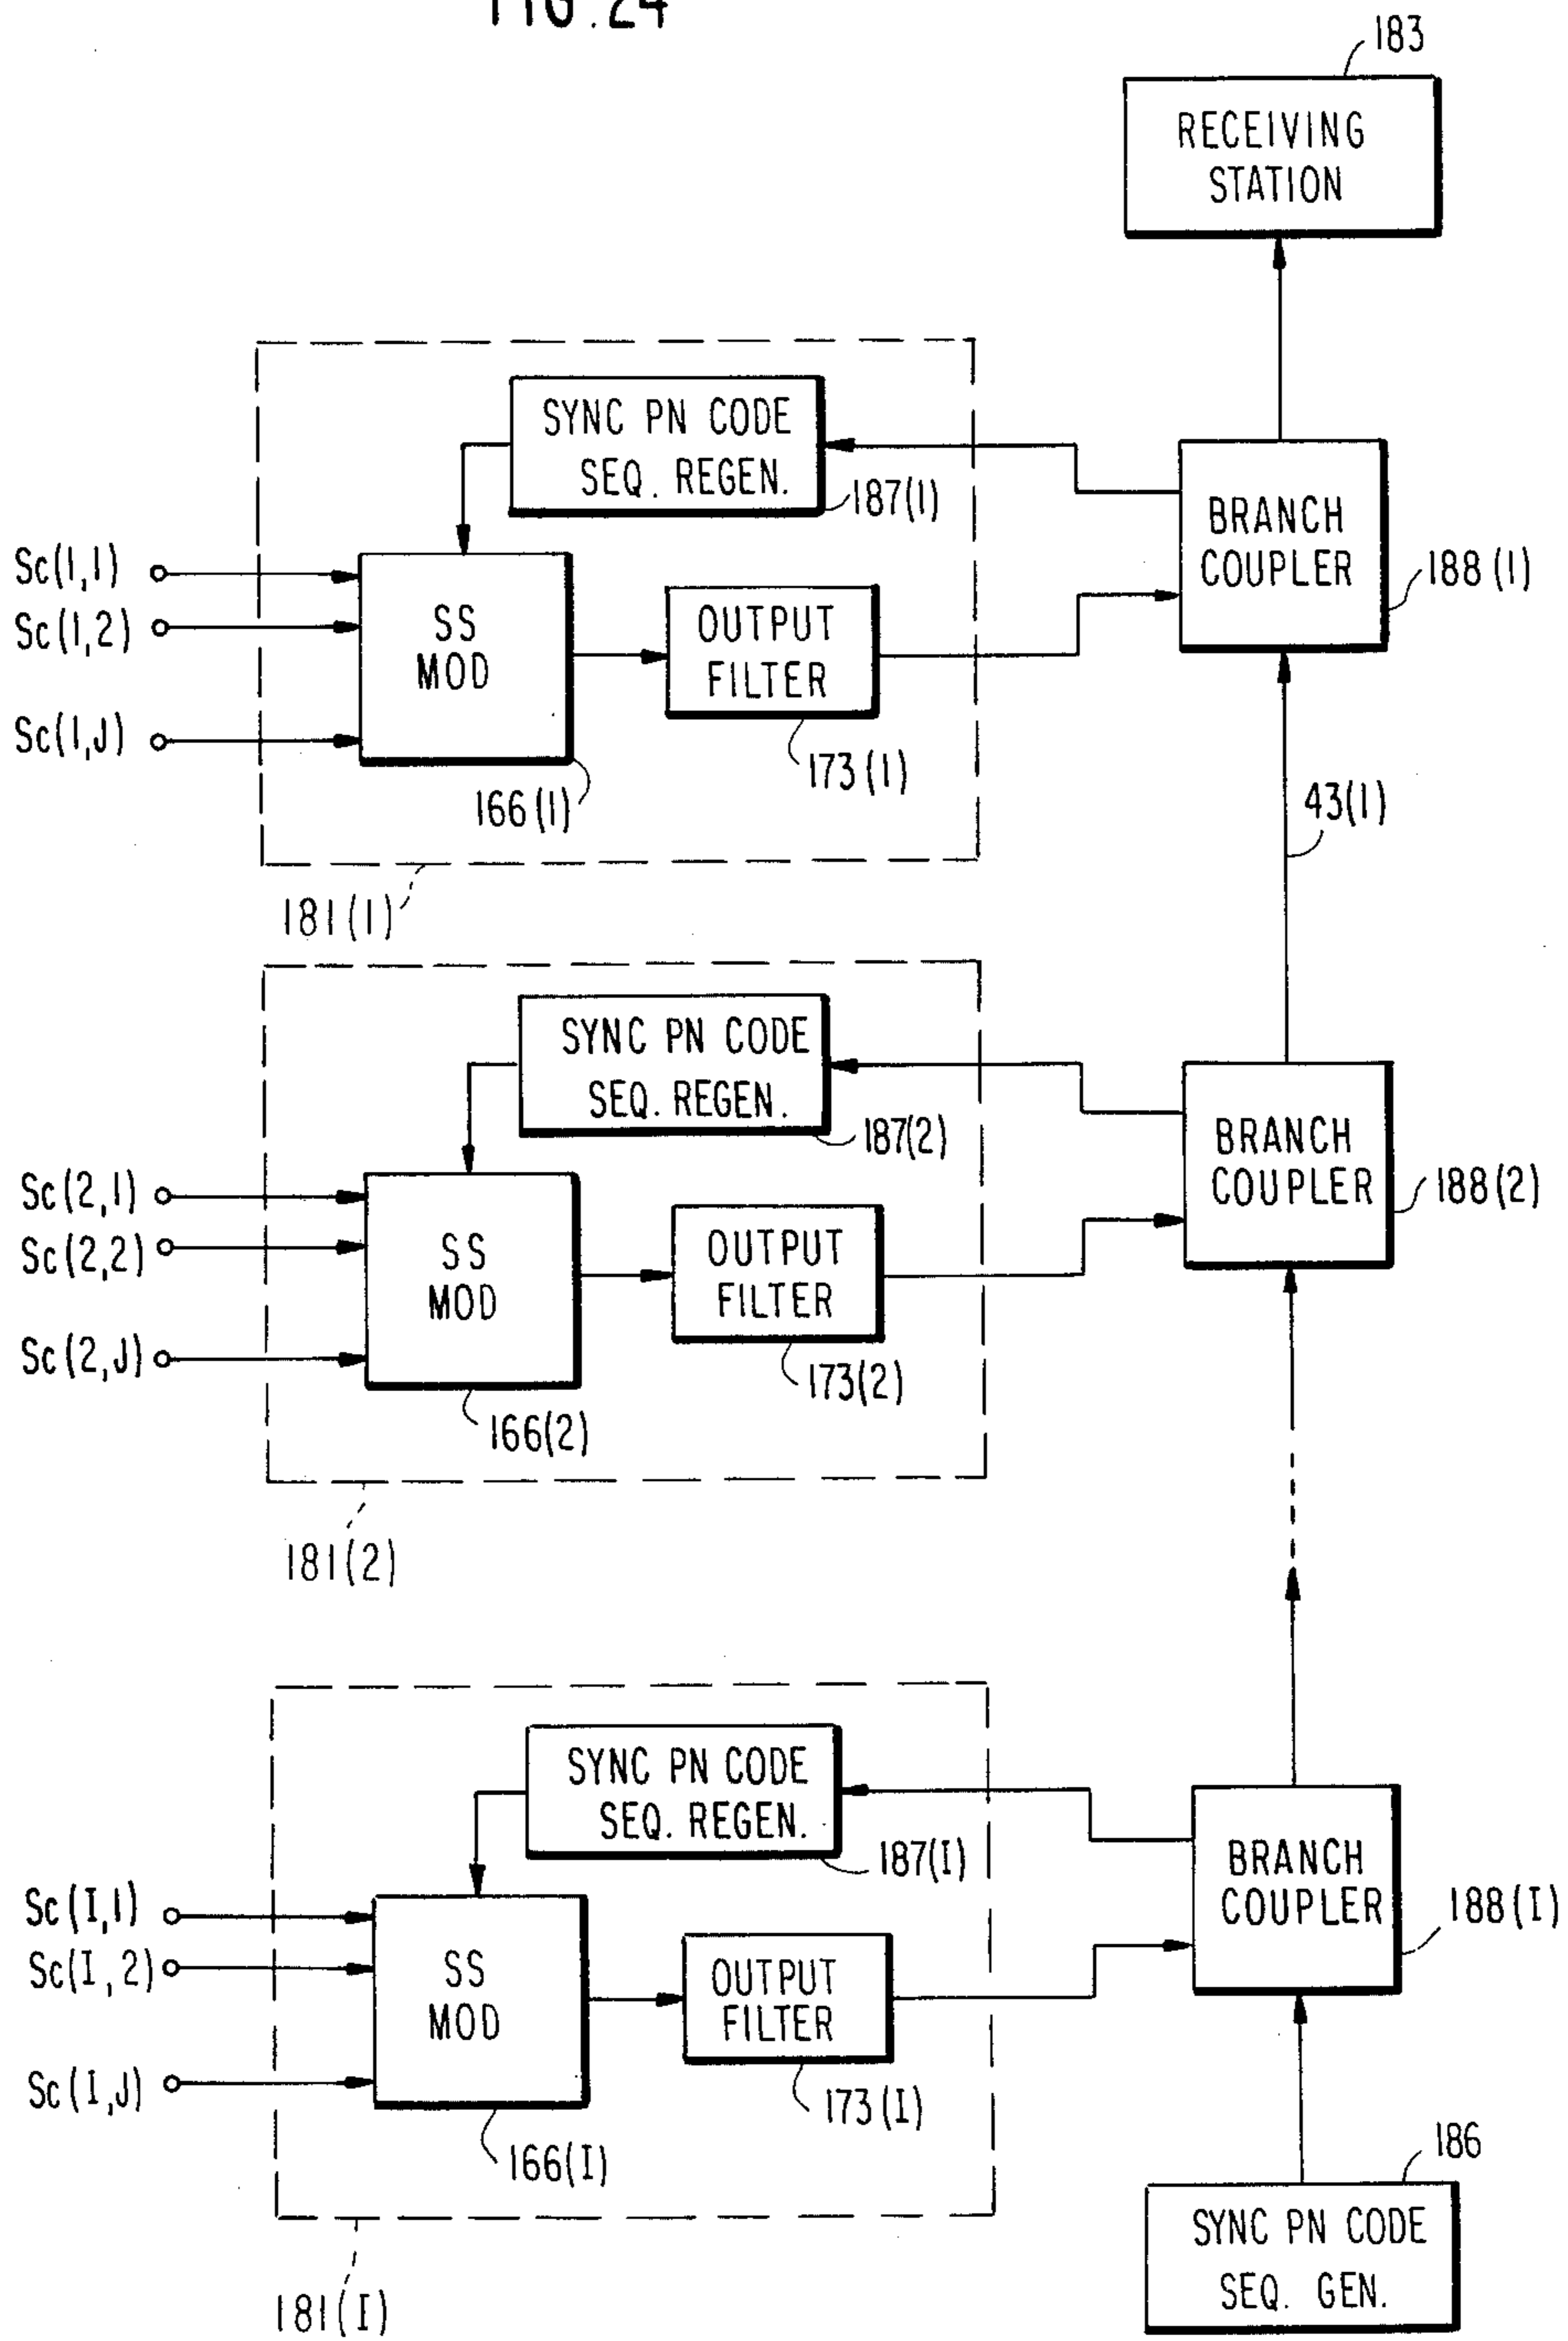 FIG. 24
183
RECEIVING
STATION
SYNC PN CODE
SEQ. REGEN.
187(1)
BRANCH
COUPLER
188(1)
Sc(1,1)
Sc(1,2)
Sc(1,J)
SS
MOD
OUTPUT
FILTER
173(1)
166(1)
43(1)
181(1)
SYNC PN CODE
SEQ. REGEN.
187(2)
BRANCH
COUPLER
188(2)
Sc(2,1)
Sc(2,2)
Sc(2,J)
SS
MOD
OUTPUT
FILTER
173(2)
166(2)
181(2)
SYNC PN CODE
SEQ. REGEN.
187(I)
BRANCH
COUPLER
188(I)
Sc(I,1)
Sc(I,2)
Sc(I,J)
SS
MOD
OUTPUT
FILTER
173(I)
166(I)
186
SYNC PN CODE
SEQ. GEN.
181(I)